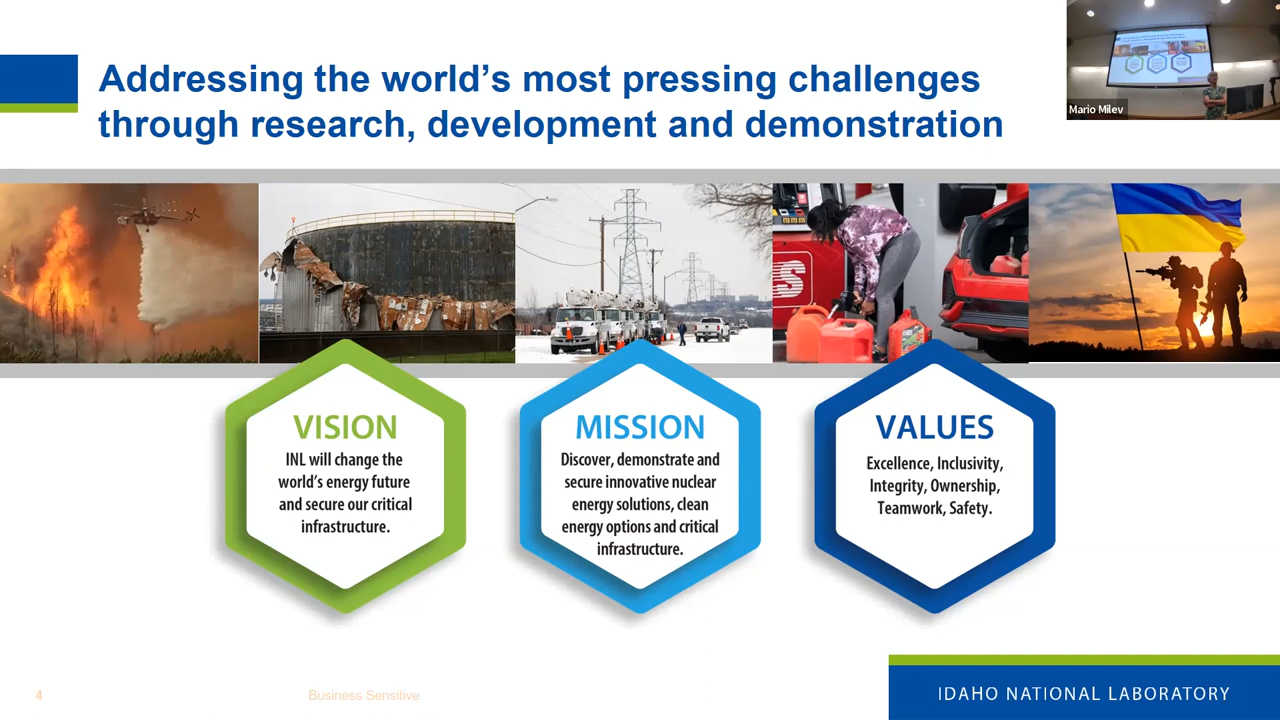 Addressing the world’s most pressing challenges
through research, development and demonstration
Mario Milev
VISION
INL will change the
world’s energy future
and secure our critical
infrastructure.
MISSION
Discover, demonstrate and
secure innovative nuclear
energy solutions, clean
energy options and critical
infrastructure.
VALUES
Excellence, Inclusivity,
Integrity, Ownership,
Teamwork, Safety.
4
Business Sensitive
IDAHO NATIONAL LABORATORY